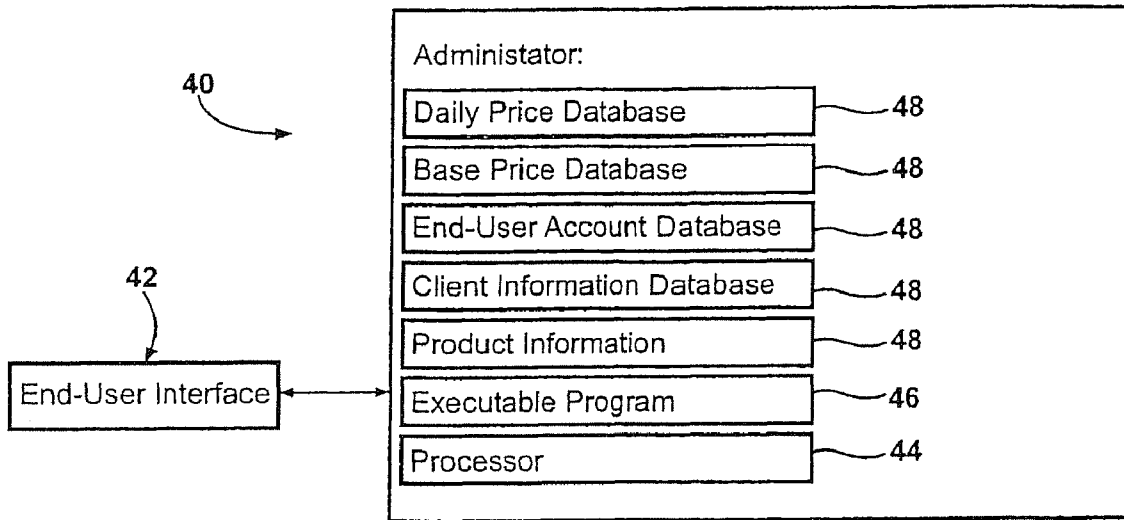 Administator:
40
Daily Price Database 48
Base Price Database 48
End-User Account Database 48
Client Information Database 48
42
Product Information 48
End-User Interface
Executable Program 46
Processor 44